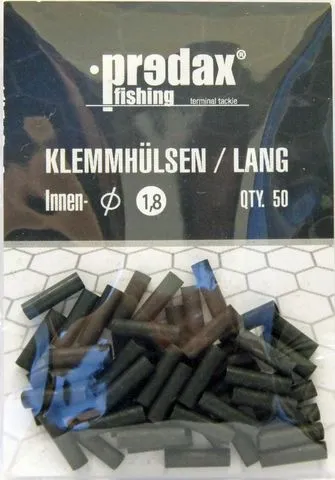 predax®
fishing
terminal tackle
KLEMMHÜLSEN / LANG
Innen- Ø 1,8 QTY. 50